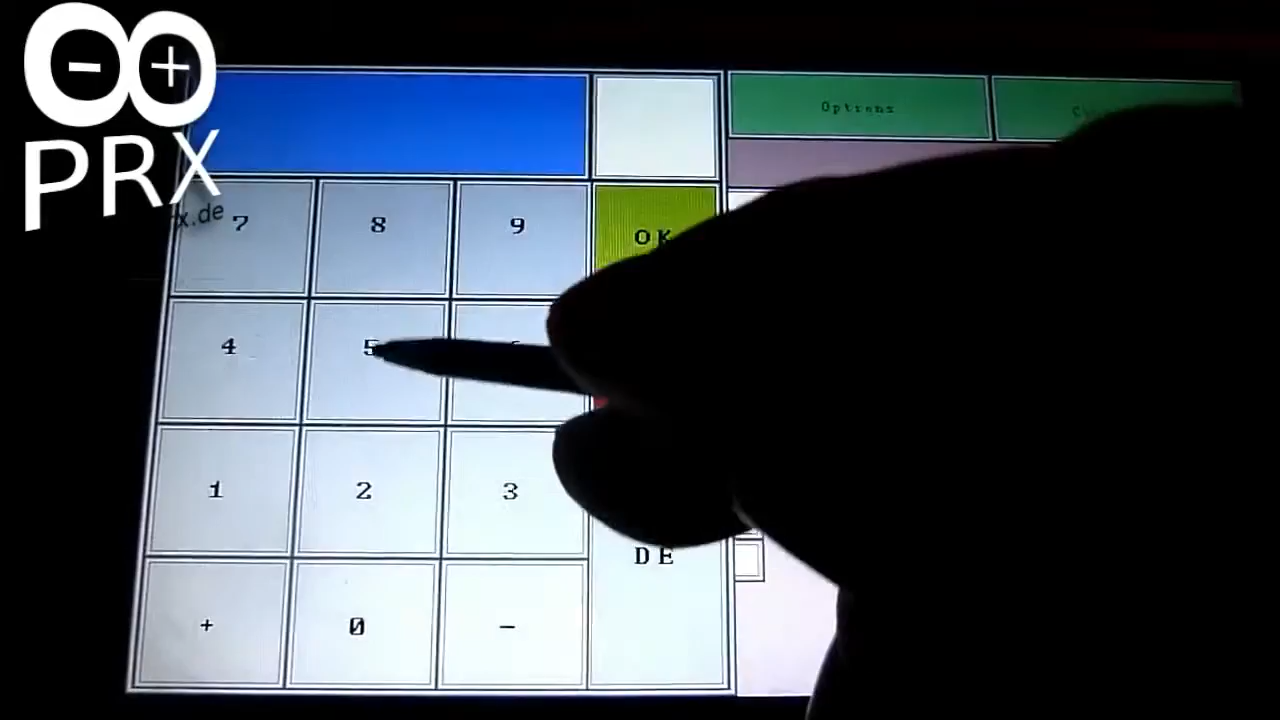 - +
PRX
x.de
Options
7 8 9 OK
4 5
1 2 3
DE
+ 0 -